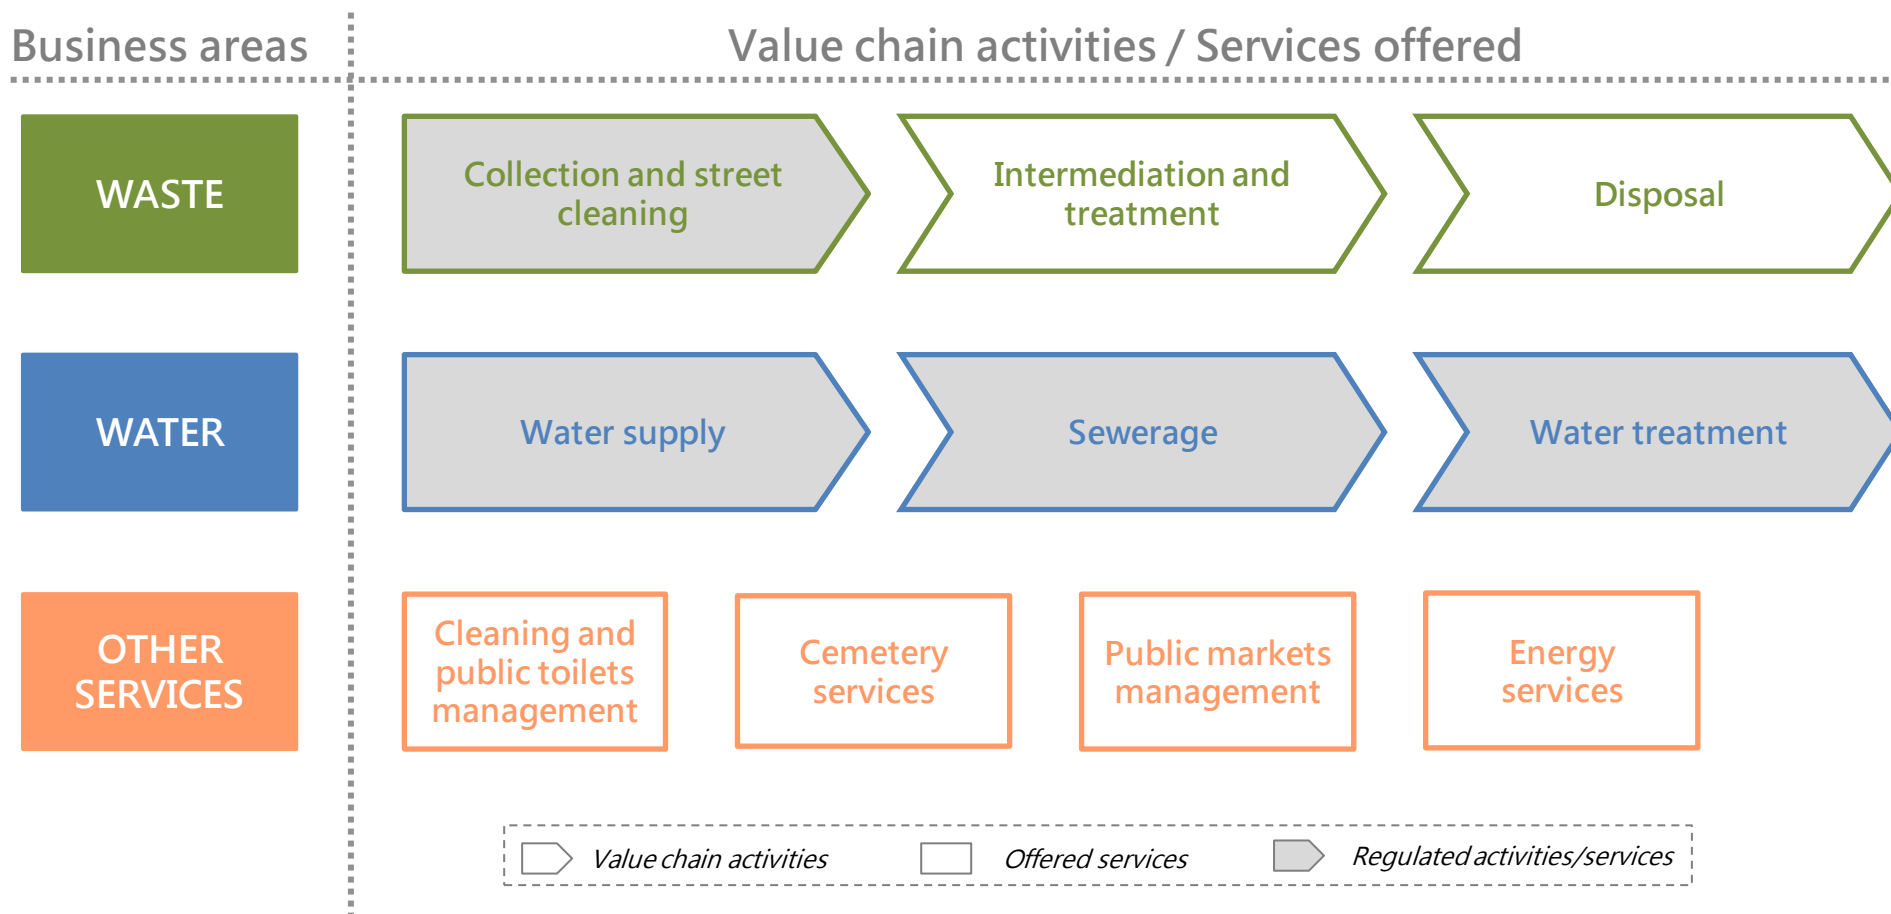 Business areas
Value chain activities / Services offered
WASTE
Collection and street
cleaning
Intermediation and
treatment
Disposal
WATER
Water supply
Sewerage
Water treatment
OTHER
SERVICES
Cleaning and
public toilets
management
Cemetery
services
Public markets
management
Energy
services
Value chain activities
Offered services
Regulated activities/services